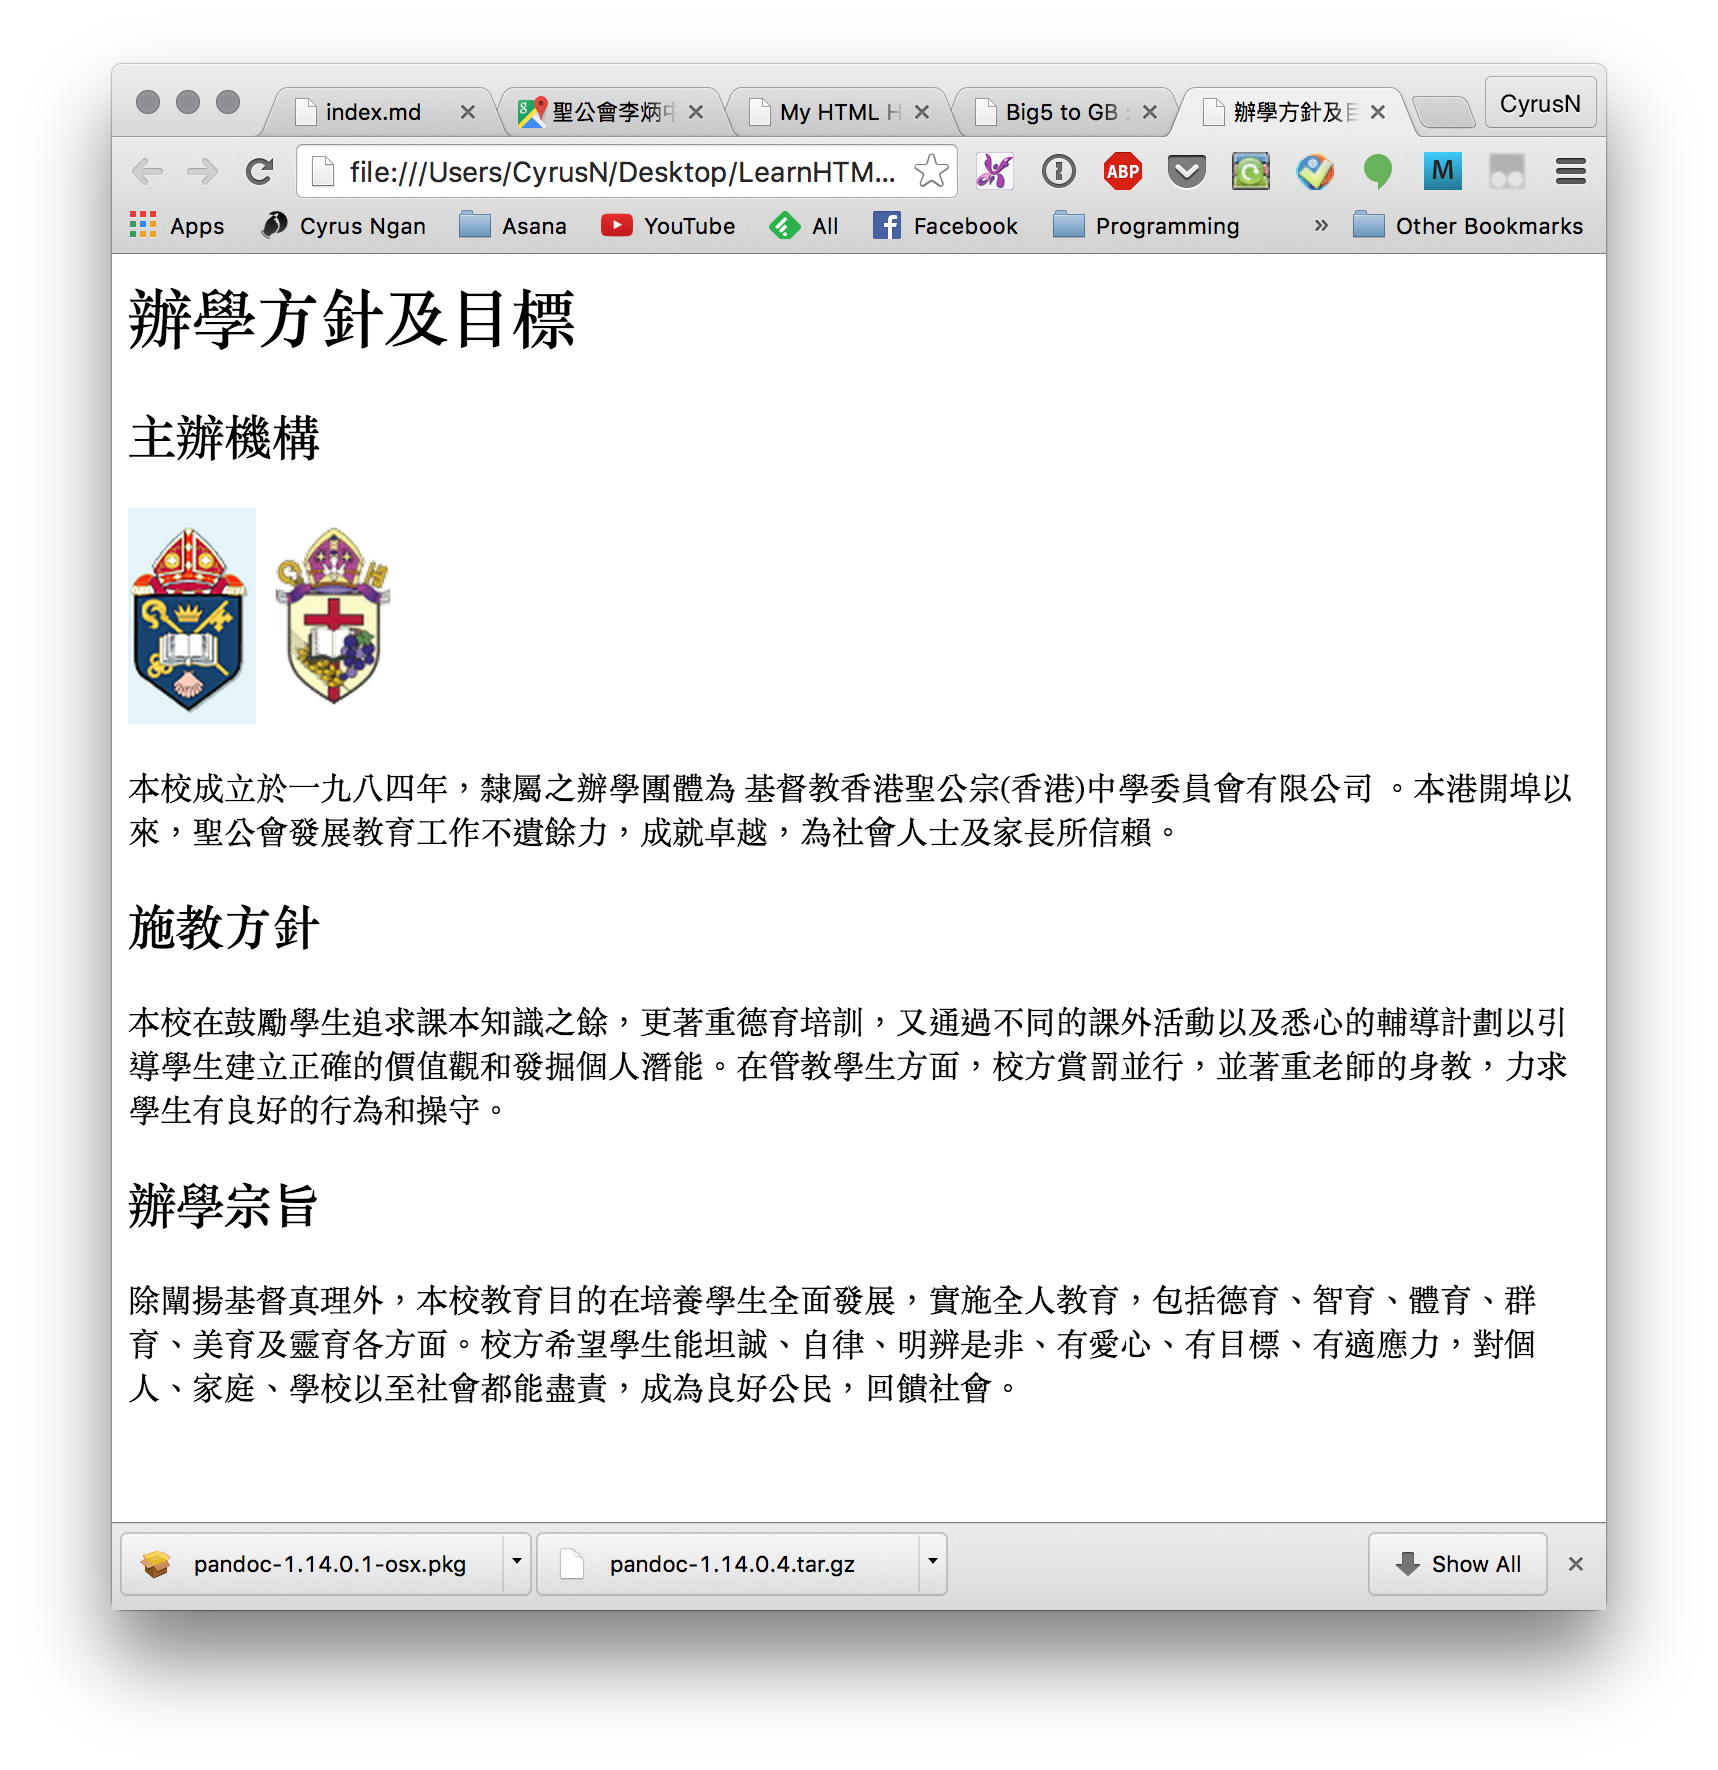 index.md
聖公會李炳中
My HTML H
Big5 to GB
辦學方針及目
CyrusN
file:///Users/CyrusN/Desktop/LearnHTM...
ABP
M
Apps
Cyrus Ngan
Asana
YouTube
All
Facebook
Programming
»
Other Bookmarks
辦學方針及目標
主辦機構
本校成立於一九八四年，隸屬之辦學團體為 基督教香港聖公宗(香港)中學委員會有限公司 。本港開埠以
來，聖公會發展教育工作不遺餘力，成就卓越，為社會人士及家長所信賴。
施教方針
本校在鼓勵學生追求課本知識之餘，更著重德育培訓，又通過不同的課外活動以及悉心的輔導計劃以引
導學生建立正確的價值觀和發掘個人潛能。在管教學生方面，校方賞罰並行，並著重老師的身教，力求
學生有良好的行為和操守。
辦學宗旨
除闡揚基督真理外，本校教育目的在培養學生全面發展，實施全人教育，包括德育、智育、體育、群
育、美育及靈育各方面。校方希望學生能坦誠、自律、明辨是非、有愛心、有目標、有適應力，對個
人、家庭、學校以至社會都能盡責，成為良好公民，回饋社會。
pandoc-1.14.0.1-osx.pkg
pandoc-1.14.0.4.tar.gz
Show All